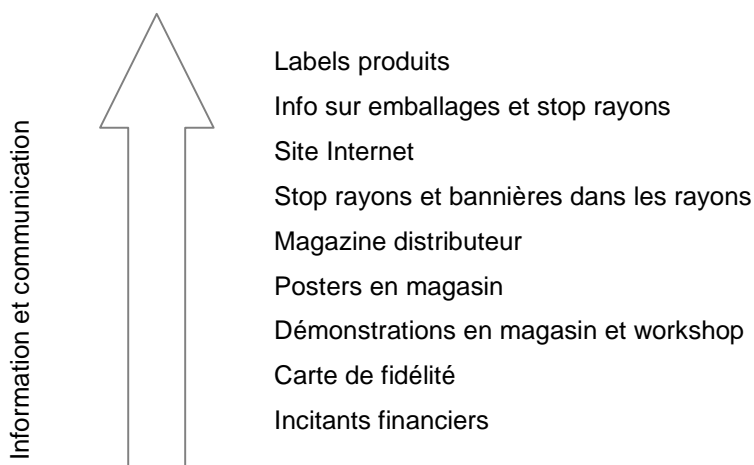 Information et communication
Labels produits
Info sur emballages et stop rayons
Site Internet
Stop rayons et bannières dans les rayons
Magazine distributeur
Posters en magasin
Démonstrations en magasin et workshop
Carte de fidélité
Incitants financiers